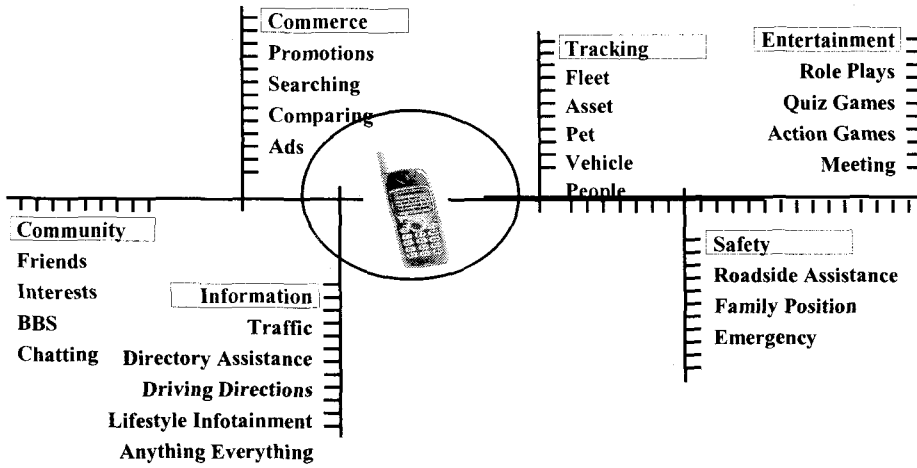 Commerce
Promotions
Searching
Comparing
Ads
Tracking
Fleet
Asset
Pet
Vehicle
People
Entertainment
Role Plays
Quiz Games
Action Games
Meeting
Community
Friends
Interests
BBS
Chatting
Information
Traffic
Directory Assistance
Driving Directions
Lifestyle Infotainment
Anything Everything
Safety
Roadside Assistance
Family Position
Emergency